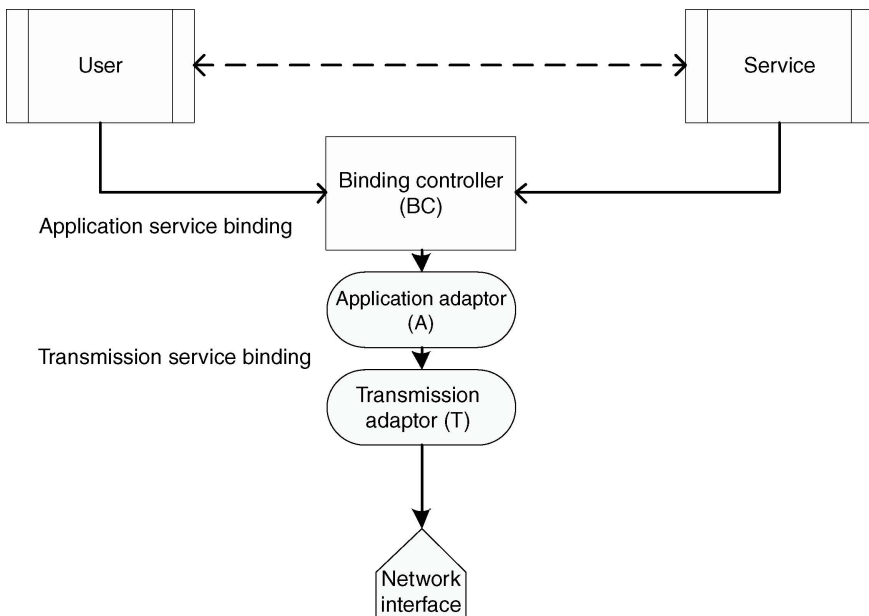 User
Service
Binding controller
(BC)
Application service binding
Application adaptor
(A)
Transmission service binding
Transmission
adaptor (T)
Network
interface